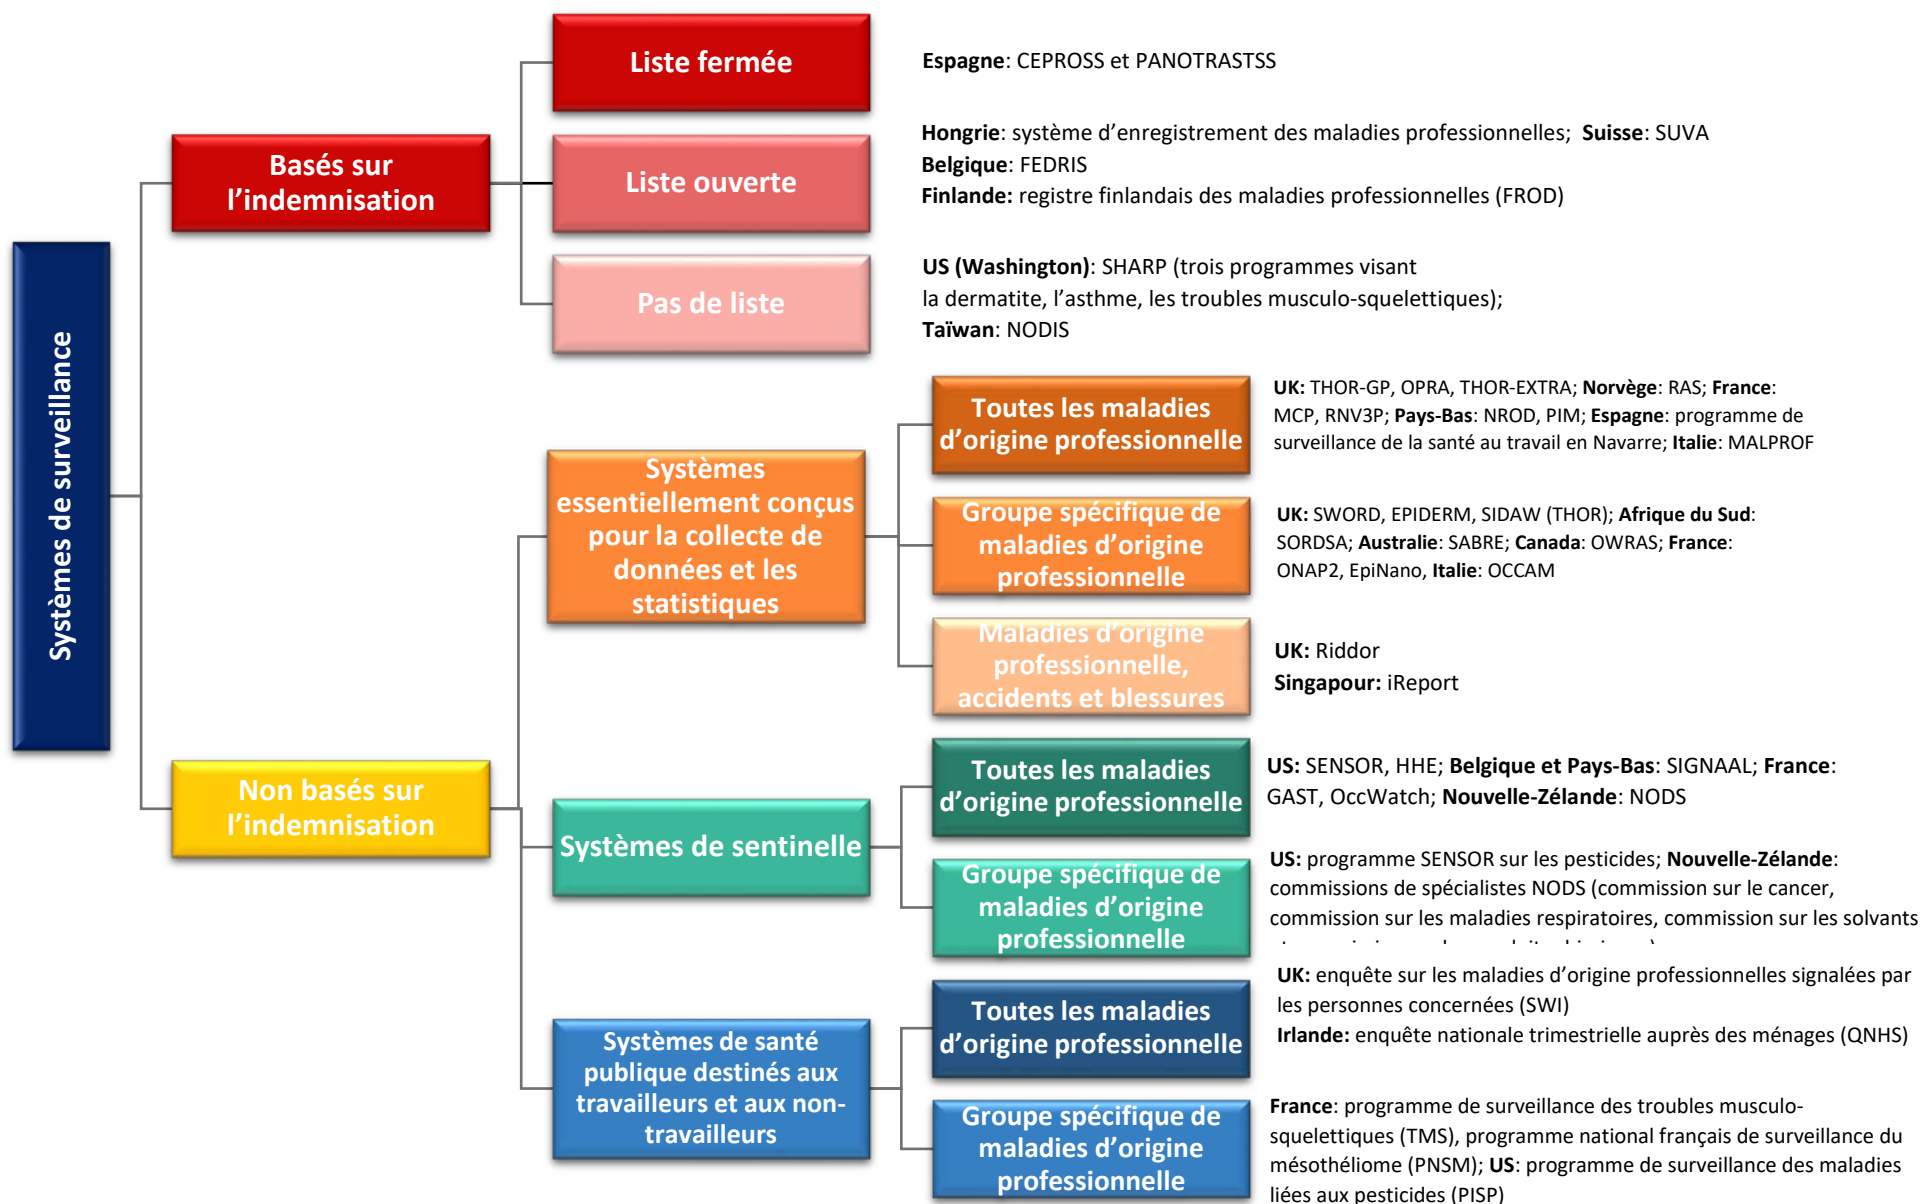 Systèmes de surveillance
Basés sur
l’indemnisation
Liste fermée
Espagne: CEPROSS et PANOTRASTSS
Liste ouverte
Hongrie: système d’enregistrement des maladies professionnelles; Suisse: SUVA
Belgique: FEDRIS
Finlande: registre finlandais des maladies professionnelles (FROD)
Pas de liste
US (Washington): SHARP (trois programmes visant
la dermatite, l’asthme, les troubles musculo-squelettiques);
Taïwan: NODIS
Non basés sur
l’indemnisation
Systèmes
essentiellement conçus
pour la collecte de
données et les
statistiques
Toutes les maladies
d’origine professionnelle
UK: THOR-GP, OPRA, THOR-EXTRA; Norvège: RAS; France:
MCP, RNV3P; Pays-Bas: NROD, PIM; Espagne: programme de
surveillance de la santé au travail en Navarre; Italie: MALPROF
Groupe spécifique de
maladies d’origine
professionnelle
UK: SWORD, EPIDERM, SIDAW (THOR); Afrique du Sud:
SORDSA; Australie: SABRE; Canada: OWRAS; France:
ONAP2, EpiNano, Italie: OCCAM
Maladies d’origine
professionnelle,
accidents et blessures
UK: Riddor
Singapour: iReport
Systèmes de sentinelle
Toutes les maladies
d’origine professionnelle
US: SENSOR, HHE; Belgique et Pays-Bas: SIGNAAL; France:
GAST, OccWatch; Nouvelle-Zélande: NODS
Groupe spécifique de
maladies d’origine
professionnelle
US: programme SENSOR sur les pesticides; Nouvelle-Zélande:
commissions de spécialistes NODS (commission sur le cancer,
commission sur les maladies respiratoires, commission sur les solvants
Systèmes de santé
publique destinés aux
travailleurs et aux non-
travailleurs
Toutes les maladies
d’origine professionnelle
UK: enquête sur les maladies d’origine professionnelles signalées par
les personnes concernées (SWI)
Irlande: enquête nationale trimestrielle auprès des ménages (QNHS)
Groupe spécifique de
maladies d’origine
professionnelle
France: programme de surveillance des troubles musculo-
squelettiques (TMS), programme national français de surveillance du
mésothéliome (PNSM); US: programme de surveillance des maladies
liées aux pesticides (PISP)